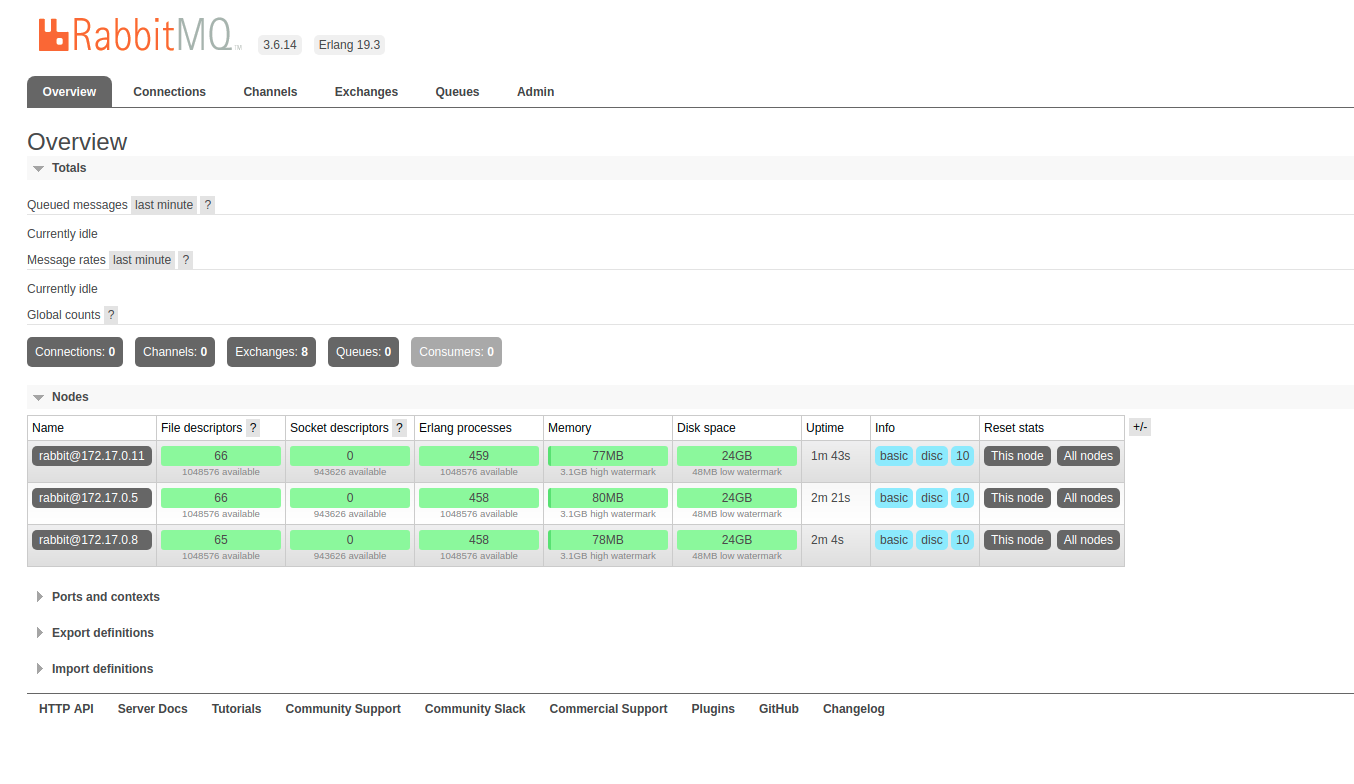 RabbitMQ TM 3.6.14 Erlang 19.3
Overview Connections Channels Exchanges Queues Admin
Overview
Totals
Queued messages last minute ?
Currently idle
Message rates last minute ?
Currently idle
Global counts ?
Connections: 0 Channels: 0 Exchanges: 8 Queues: 0 Consumers: 0
Nodes
Name File descriptors ? Socket descriptors ? Erlang processes Memory Disk space Uptime Info Reset stats +/-
rabbit@172.17.0.11 66 0 459 77MB 24GB 1m 43s basic disc 10 This node All nodes
1048576 available 943626 available 1048576 available 3.1GB high watermark 48MB low watermark
rabbit@172.17.0.5 66 0 458 80MB 24GB 2m 21s basic disc 10 This node All nodes
1048576 available 943626 available 1048576 available 3.1GB high watermark 48MB low watermark
rabbit@172.17.0.8 65 0 458 78MB 24GB 2m 4s basic disc 10 This node All nodes
1048576 available 943626 available 1048576 available 3.1GB high watermark 48MB low watermark
Ports and contexts
Export definitions
Import definitions
HTTP API Server Docs Tutorials Community Support Community Slack Commercial Support Plugins GitHub Changelog